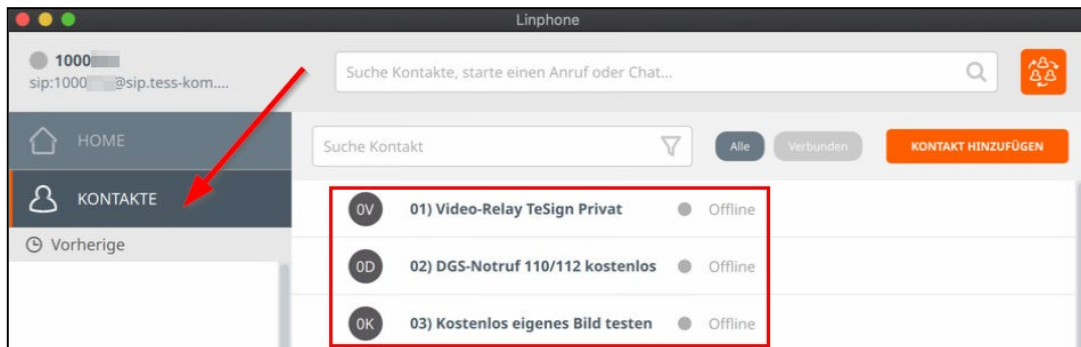 Linphone
1000
sip:1000 @sip.tess-kom....
Suche Kontakte, starte einen Anruf oder Chat...
HOME
Suche Kontakt
Alle
Verbunden
KONTAKT HINZUFÜGEN
KONTAKTE
0V 01) Video-Relay TeSign Privat Offline
Vorherige
0D 02) DGS-Notruf 110/112 kostenlos Offline
0K 03) Kostenlos eigenes Bild testen Offline